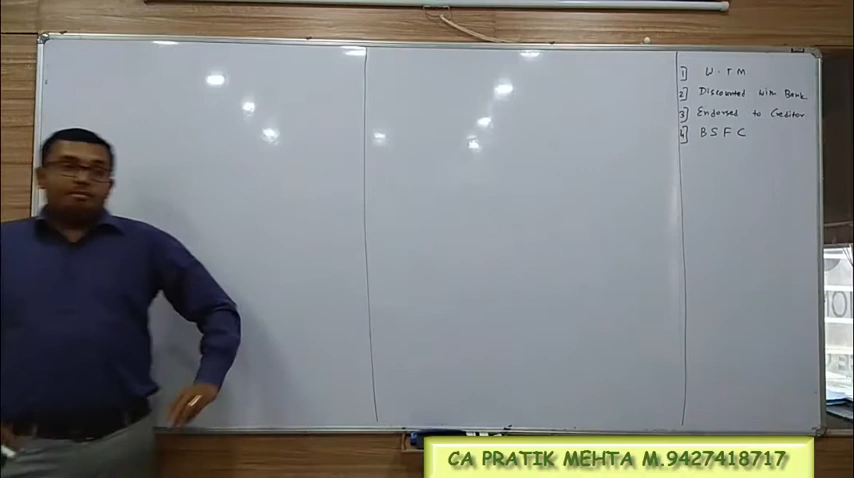 1] U.T M
2] Discounted with Bank
3] Endorsed to Creditor
4] B S F C
CA PRATIK MEHTA M.9427418717